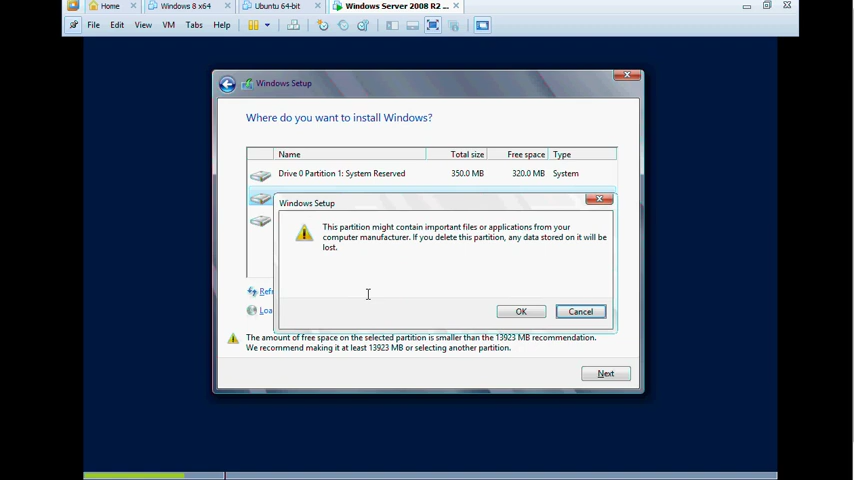 Home
Windows 8 x64
Ubuntu 64-bit
Windows Server 2008 R2 ...
File Edit View VM Tabs Help
Windows Setup
Where do you want to install Windows?
Name Total size Free space Type
Drive 0 Partition 1: System Reserved 350.0 MB 320.0 MB System
Windows Setup
This partition might contain important files or applications from your
computer manufacturer. If you delete this partition, any data stored on it will be
lost.
Refr
Loa
OK Cancel
The amount of free space on the selected partition is smaller than the 13923 MB recommendation.
We recommend making it at least 13923 MB or selecting another partition.
Next